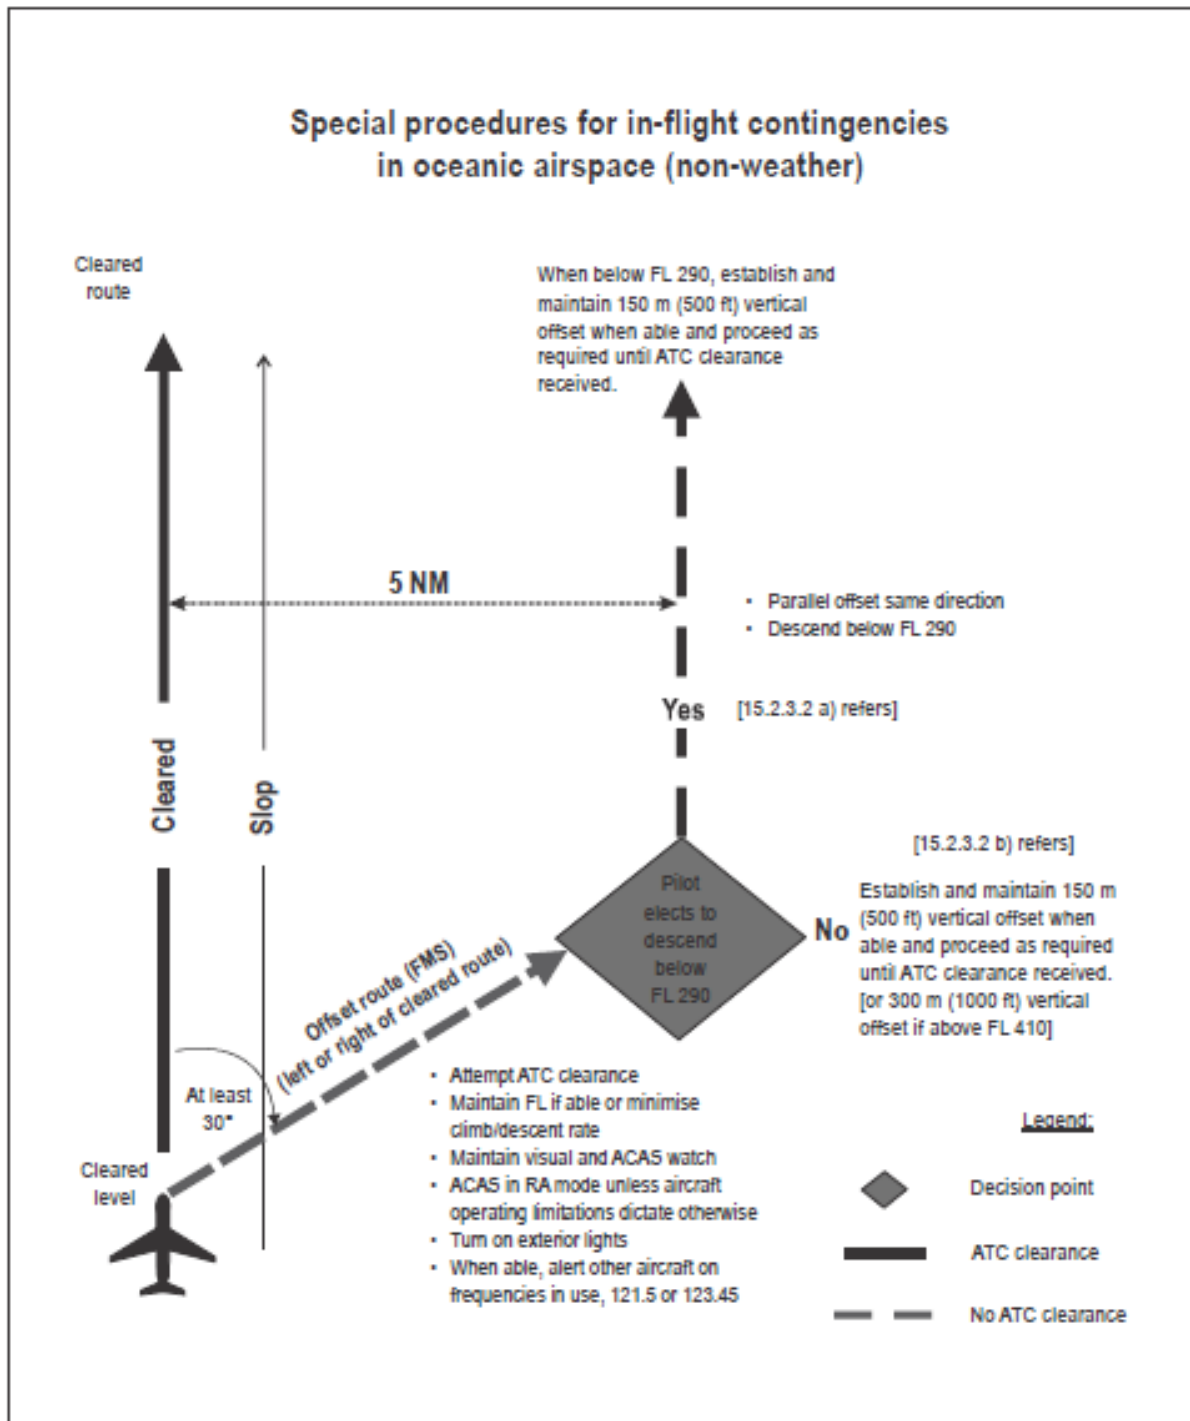 Special procedures for in-flight contingencies
in oceanic airspace (non-weather)
Cleared
route
When below FL 290, establish and
maintain 150 m (500 ft) vertical
offset when able and proceed as
required until ATC clearance
received.
5 NM
• Parallel offset same direction
• Descend below FL 290
Yes
[15.2.3.2 a) refers]
Cleared
Slop
[15.2.3.2 b) refers]
Pilot
elects to
descend
below
FL 290
No
Establish and maintain 150 m
(500 ft) vertical offset when
able and proceed as required
until ATC clearance received.
[or 300 m (1000 ft) vertical
offset if above FL 410]
Offset route (FMS)
(left or right of cleared route)
At least
30°
Cleared
level
• Attempt ATC clearance
• Maintain FL if able or minimise
climb/descent rate
• Maintain visual and ACAS watch
• ACAS in RA mode unless aircraft
operating limitations dictate otherwise
• Turn on exterior lights
• When able, alert other aircraft on
frequencies in use, 121.5 or 123.45
Legend:
Decision point
ATC clearance
No ATC clearance